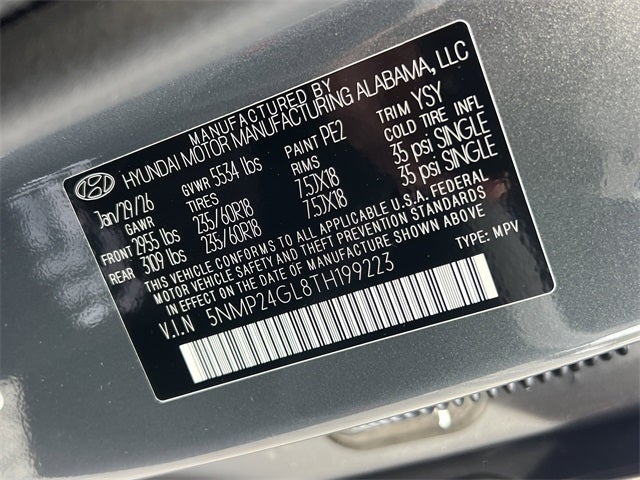 MANUFACTURED BY
HYUNDAI MOTOR MANUFACTURING ALABAMA, LLC
Jan/29/26 GVWR 5534 lbs PAINT PE2 TRIM YSY
GAWR TIRES RIMS COLD TIRE INFL
FRONT 2955 lbs 235/60R18 7.5JX18 35 psi SINGLE
REAR 3109 lbs 235/60R18 7.5JX18 35 psi SINGLE
THIS VEHICLE CONFORMS TO ALL APPLICABLE U.S.A. FEDERAL
MOTOR VEHICLE SAFETY AND THEFT PREVENTION STANDARDS
IN EFFECT ON THE DATE OF MANUFACTURE SHOWN ABOVE.
V.I.N 5NMP24GL8TH199223 TYPE: MPV